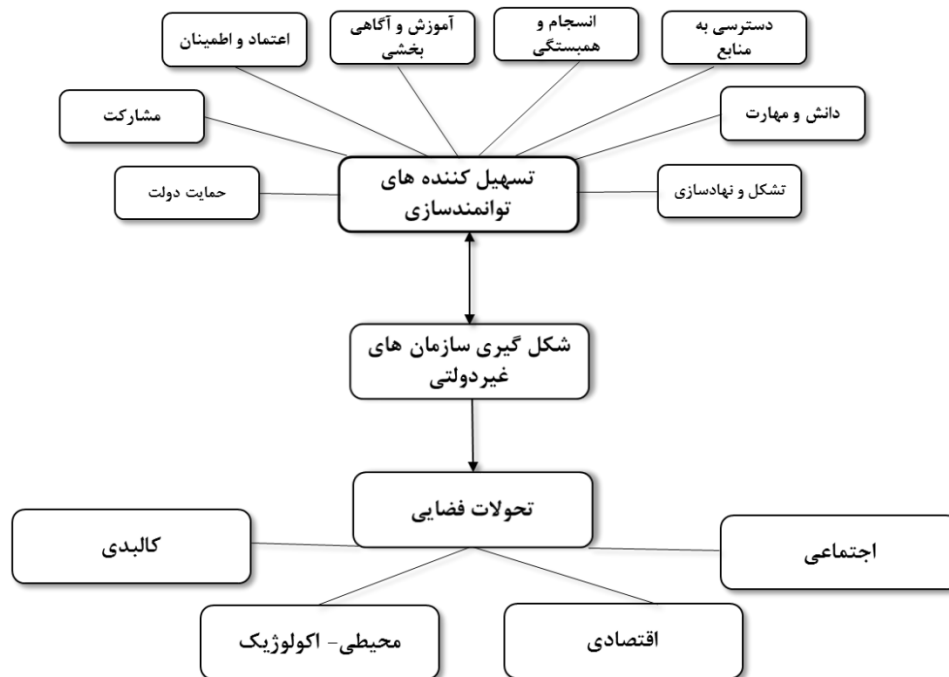 دسترسی به
منابع
انسجام و
همبستگی
آموزش و آگاهی
بخشی
اعتماد و اطمینان
دانش و مهارت
مشارکت
تشکل و نهادسازی
تسهیل کننده های
توانمندسازی
حمایت دولت
شکل گیری سازمان های
غیردولتی
تحولات فضایی
اجتماعی
کالبدی
اقتصادی
محیطی- اکولوژیک